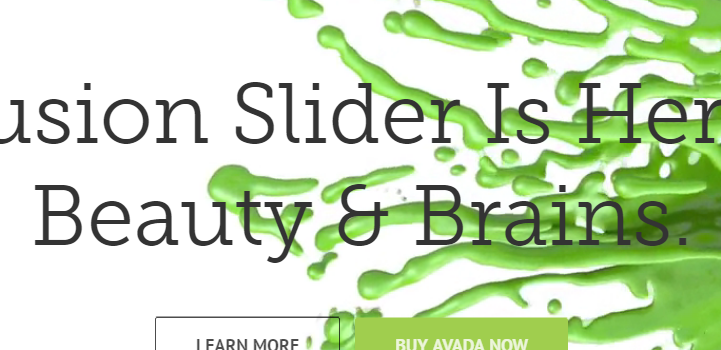 usion Slider Is Her
Beauty & Brains.
LEARN MORE
BUY AVADA NOW